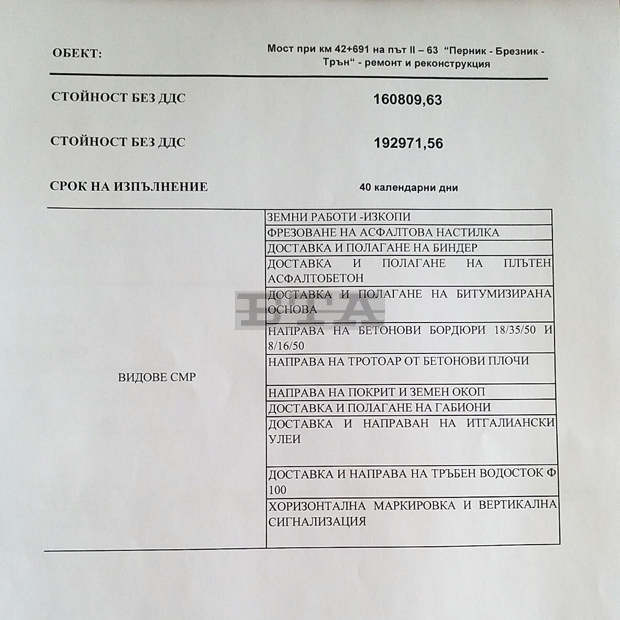 ОБЕКТ:
Мост при км 42+691 на път II – 63 “Перник - Брезник -
Трън“ - ремонт и реконструкция
СТОЙНОСТ БЕЗ ДДС
160809,63
СТОЙНОСТ БЕЗ ДДС
192971,56
СРОК НА ИЗПЪЛНЕНИЕ
40 календарни дни
ВИДОВЕ СМР
ЗЕМНИ РАБОТИ -ИЗКОПИ
ФРЕЗОВАНЕ НА АСФАЛТОВА НАСТИЛКА
ДОСТАВКА И ПОЛАГАНЕ НА БИНДЕР
ДОСТАВКА И ПОЛАГАНЕ НА ПЛЪТЕН
АСФАЛТОБЕТОН
ДОСТАВКА И ПОЛАГАНЕ НА БИТУМИЗИРАНА
ОСНОВА
БТА
НАПРАВА НА БЕТОНОВИ БОРДЮРИ 18/35/50 И
8/16/50
НАПРАВА НА ТРОТОАР ОТ БЕТОНОВИ ПЛОЧИ
НАПРАВА НА ПОКРИТ И ЗЕМЕН ОКОП
ДОСТАВКА И ПОЛАГАНЕ НА ГАБИОНИ
ДОСТАВКА И НАПРАВАН НА ИТГАЛИАНСКИ
УЛЕИ
ДОСТАВКА И НАПРАВА НА ТРЪБЕН ВОДОСТОК Ф
100
ХОРИЗОНТАЛНА МАРКИРОВКА И ВЕРТИКАЛНА
СИГНАЛИЗАЦИЯ